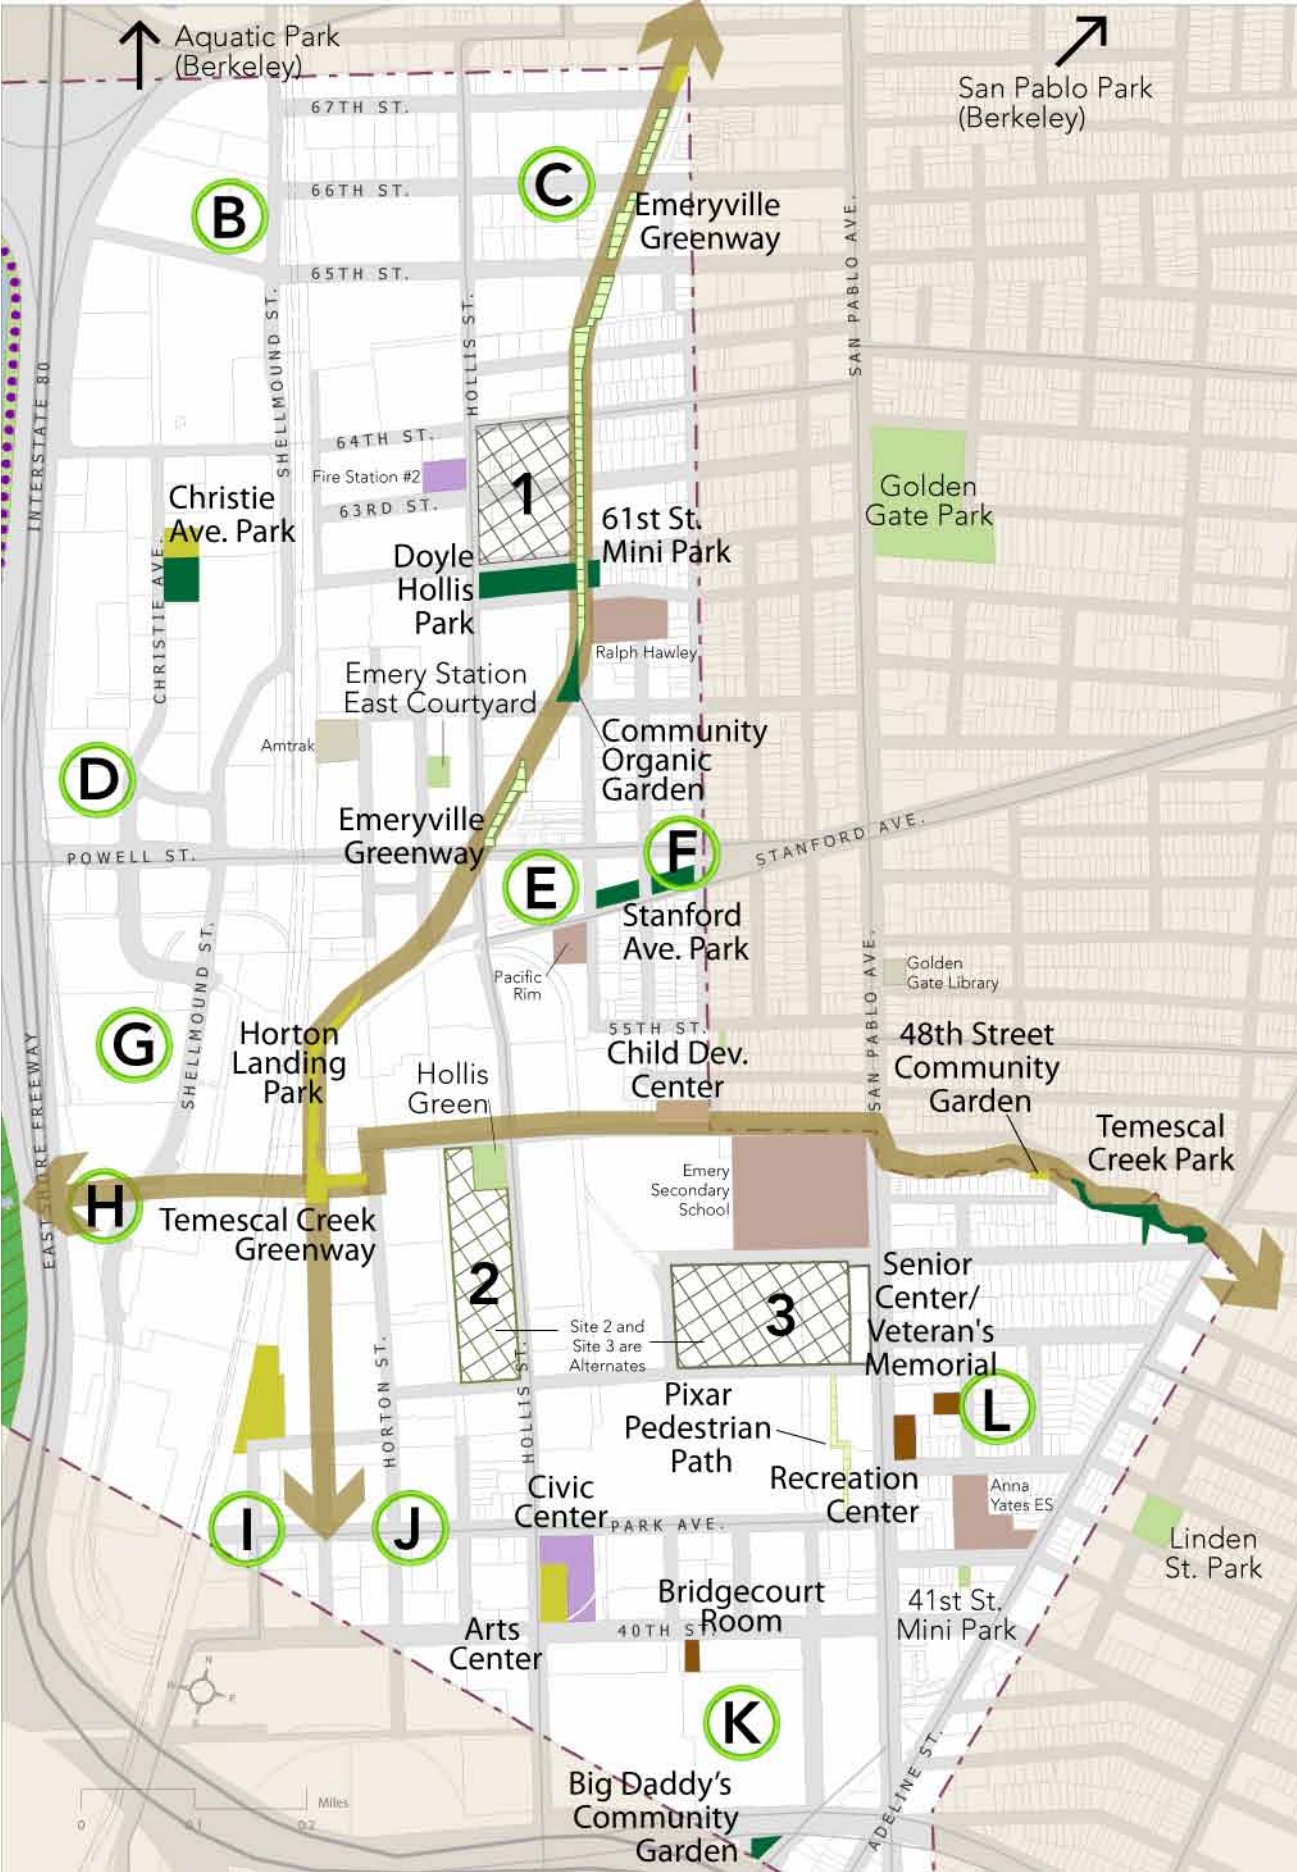 Aquatic Park
(Berkeley)
San Pablo Park
(Berkeley)
67TH ST.
C
66TH ST.
B
Emeryville
Greenway
65TH ST.
SHELLMOUND ST.
HOLLIS ST.
SAN PABLO AVE.
INTERSTATE 80
64TH ST.
Fire Station #2
1
63RD ST.
Christie
Ave. Park
61st St.
Mini Park
Golden
Gate Park
Doyle
Hollis
Park
CHRISTIE AVE.
Ralph Hawley
Emery Station
East Courtyard
Amtrak
Community
Organic
Garden
D
Emeryville
Greenway
POWELL ST.
STANFORD AVE.
E
F
Stanford
Ave. Park
Pacific
Rim
Golden
Gate Library
SHELLMOUND ST.
SAN PABLO AVE.
G
Horton
Landing
Park
55TH ST.
Child Dev.
Center
48th Street
Community
Garden
Hollis
Green
EASTSHORE FREEWAY
Temescal
Creek Park
Emery
Secondary
School
H
Temescal Creek
Greenway
2
3
Site 2 and
Site 3 are
Alternates
Senior
Center/
Veteran's
Memorial
HORTON ST.
HOLLIS ST.
Pixar
Pedestrian
Path
L
Recreation
Center
Anna
Yates ES
Civic
Center
I
J
PARK AVE.
Linden
St. Park
Bridgecourt
Room
41st St.
Mini Park
Arts
Center
40TH ST.
N
E
K
Big Daddy's
Community
Garden
ADELINE ST.
Miles
0
0.1
0.2